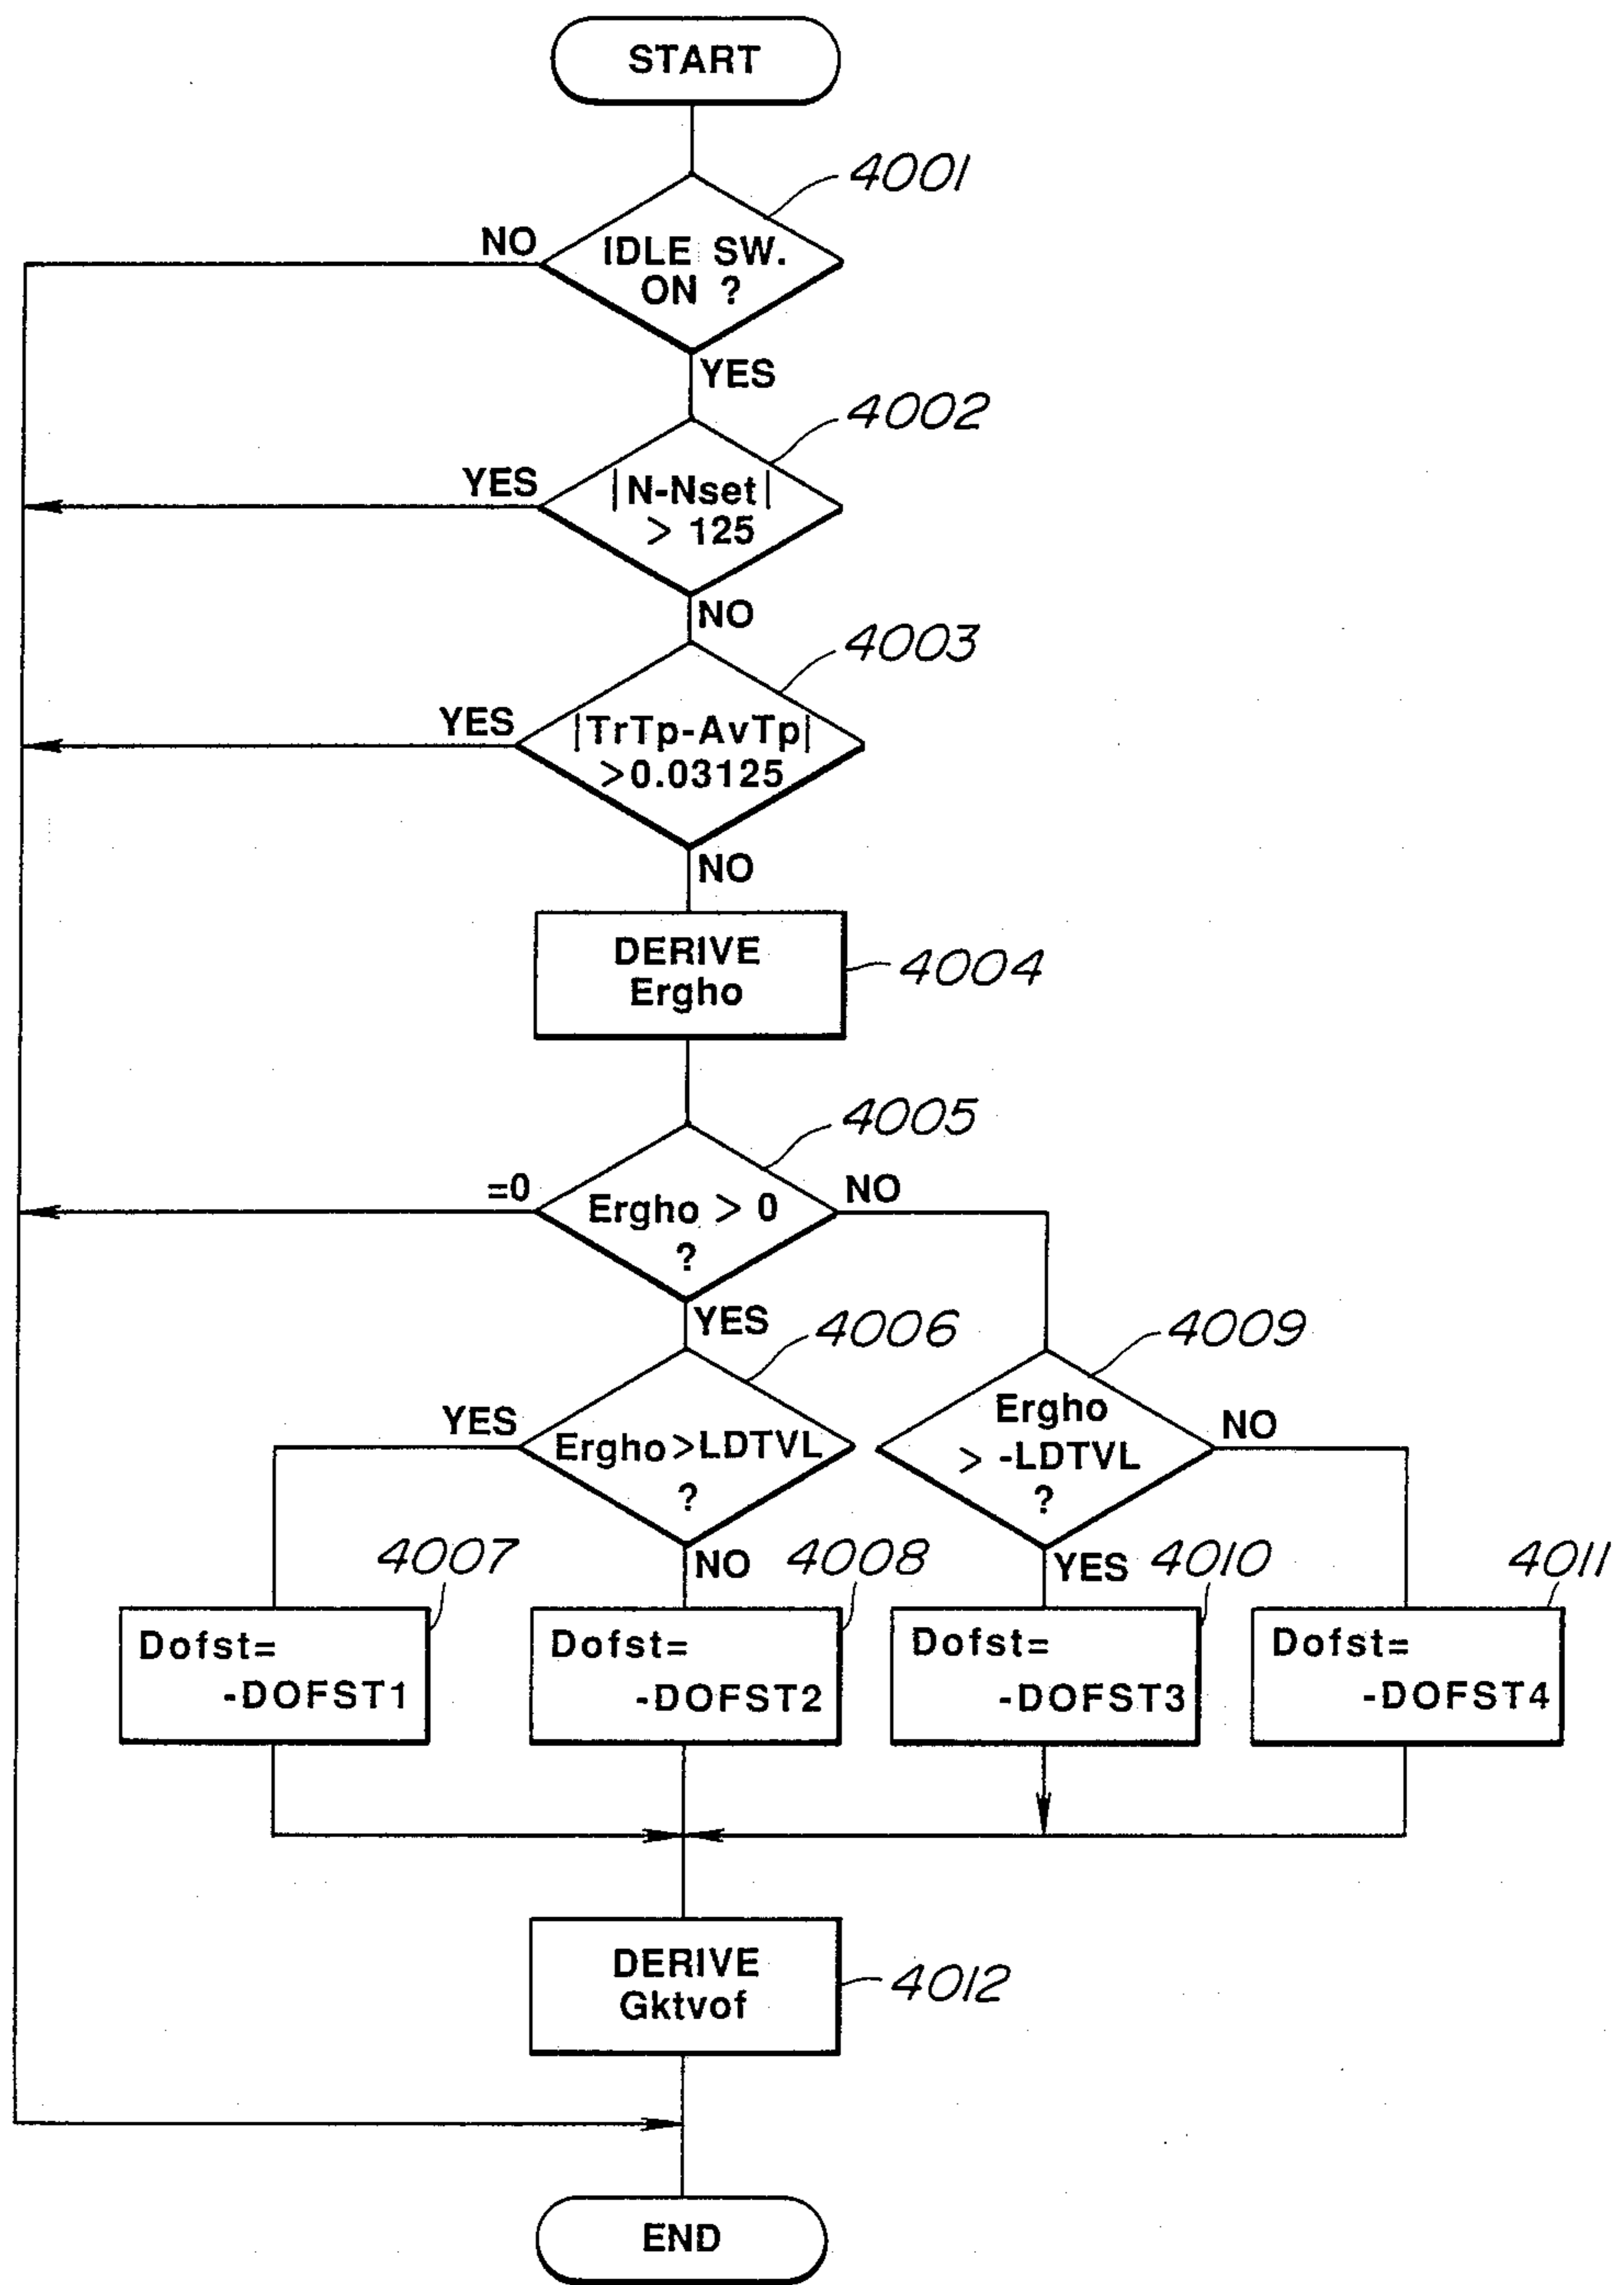 START
4001
NO
IDLE SW.
ON ?
YES
4002
YES
|N-Nset|
> 125
NO
4003
YES
|TrTp-AvTp|
>0.03125
NO
DERIVE
Ergho
4004
4005
=0
Ergho > 0
?
NO
YES
4006
YES
Ergho>LDTVL
?
NO
4009
Ergho
> -LDTVL
?
NO
YES
4007
Dofst=
-DOFST1
4008
Dofst=
-DOFST2
4010
Dofst=
-DOFST3
4011
Dofst=
-DOFST4
DERIVE
Gktvof
4012
END